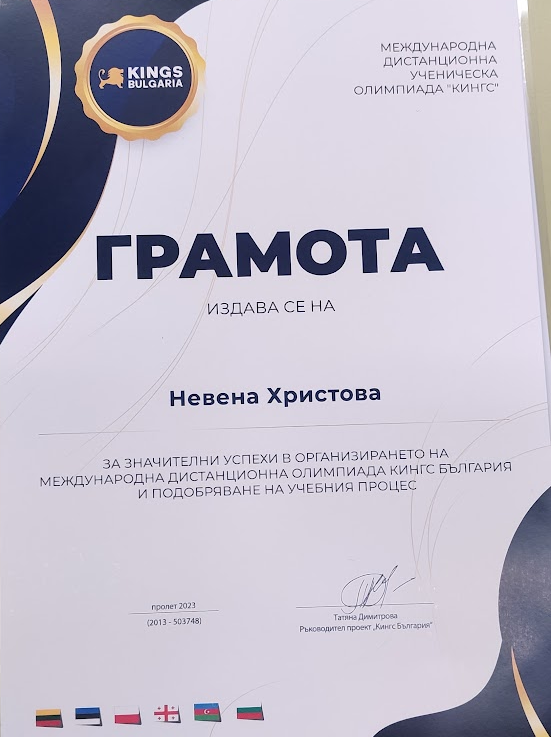 KINGS
BULGARIA
МЕЖДУНАРОДНА
ДИСТАНЦИОННА
УЧЕНИЧЕСКА
ОЛИМПИАДА "КИНГС"
ГРАМОТА
ИЗДАВА СЕ НА
Невена Христова
ЗА ЗНАЧИТЕЛНИ УСПЕХИ В ОРГАНИЗИРАНЕТО НА
МЕЖДУНАРОДНА ДИСТАНЦИОННА ОЛИМПИАДА КИНГС БЪЛГАРИЯ
И ПОДОБРЯВАНЕ НА УЧЕБНИЯ ПРОЦЕС
пролет 2023
(2013 - 503748)
Татяна Димитрова
Ръководител проект „Кингс България"